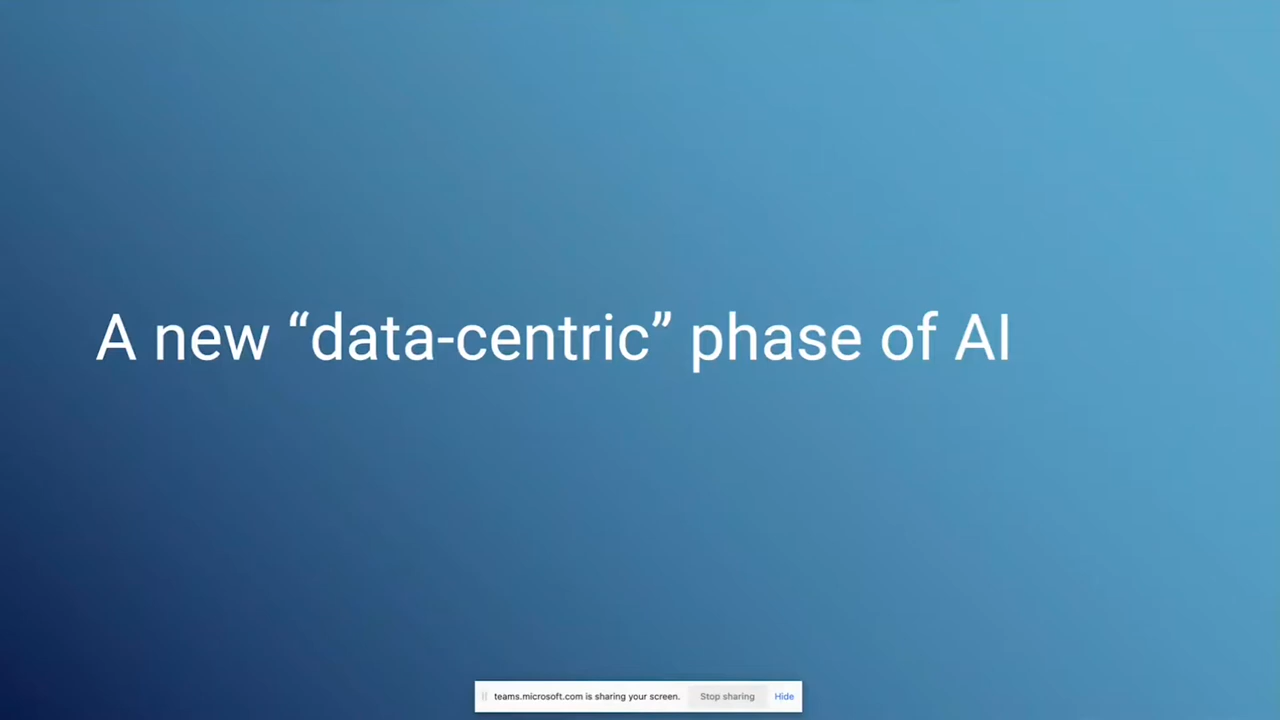 A new “data-centric” phase of AI
teams.microsoft.com is sharing your screen. Stop sharing Hide